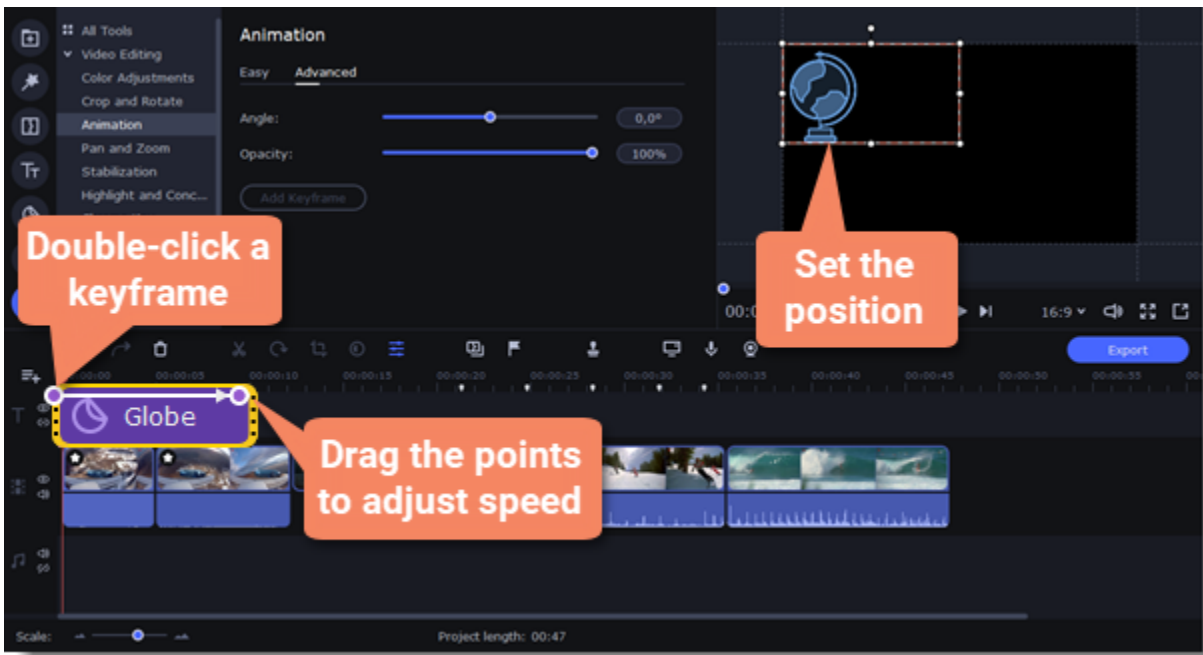 All Tools
Video Editing
Color Adjustments
Crop and Rotate
Animation
Pan and Zoom
Stabilization
Highlight and Conc...
Animation
Easy Advanced
Angle: 0,0°
Opacity: 100%
Add Keyframe
Double-click a
keyframe
Set the
position
16:9
Export
00:00:05 00:00:10 00:00:15 00:00:20 00:00:25 00:00:30 00:00:35 00:00:40 00:00:45 00:00:50 00:00:55
Globe
Drag the points
to adjust speed
Scale: Project length: 00:47